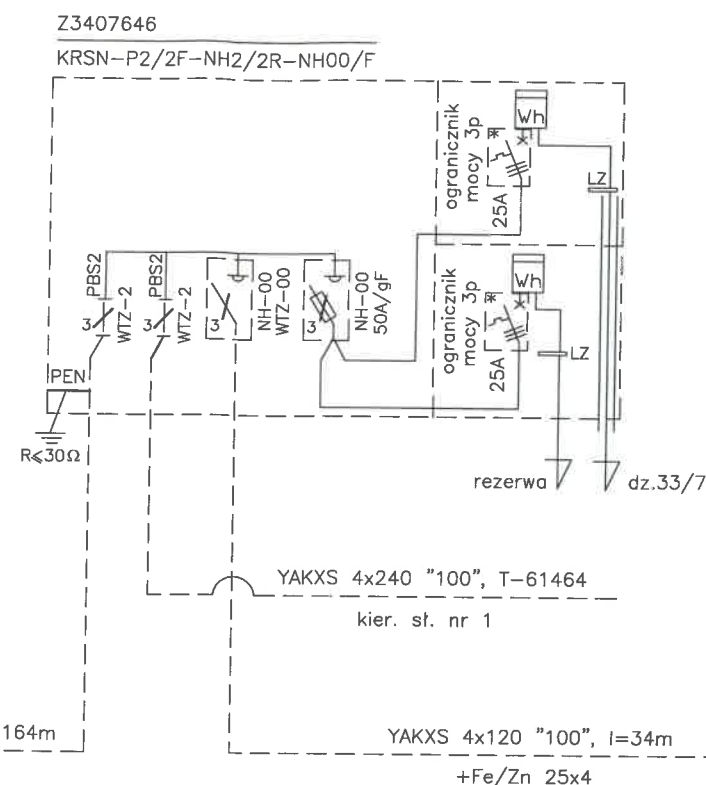 Z3407646
KRSN-P2/2F-NH2/2R-NH00/F
ogranicznik
mocy 3p
*
25A
Wh
LZ
PBS2
3
WTZ-2
PBS2
3
WTZ-2
3
NH-00
WTZ-00
3
NH-00
50A/gF
ogranicznik
mocy 3p
*
25A
Wh
LZ
PEN
R⩽30Ω
rezerwa
dz.33/7
YAKXS 4x240 "100", T-61464
kier. st. nr 1
164m
YAKXS 4x120 "100", l=34m
+Fe/Zn 25x4